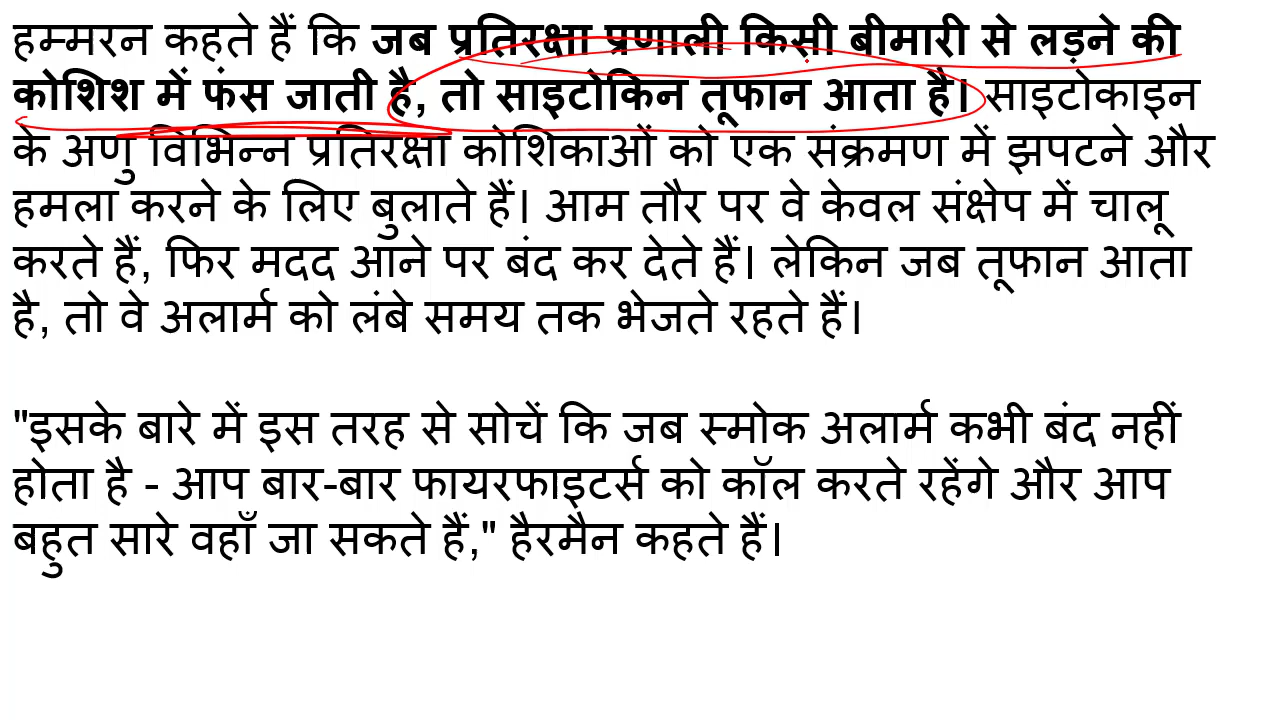 हम्मरन कहते हैं कि जब प्रतिरक्षा प्रणाली किसी बीमारी से लड़ने की
कोशिश में फंस जाती है, तो साइटोकिन तूफान आता है। साइटोकाइन
के अणु विभिन्न प्रतिरक्षा कोशिकाओं को एक संक्रमण में झपटने और
हमला करने के लिए बुलाते हैं। आम तौर पर वे केवल संक्षेप में चालू
करते हैं, फिर मदद आने पर बंद कर देते हैं। लेकिन जब तूफान आता
है, तो वे अलार्म को लंबे समय तक भेजते रहते हैं।
"इसके बारे में इस तरह से सोचें कि जब स्मोक अलार्म कभी बंद नहीं
होता है - आप बार-बार फायरफाइटर्स को कॉल करते रहेंगे और आप
बहुत सारे वहाँ जा सकते हैं," हैरमैन कहते हैं।